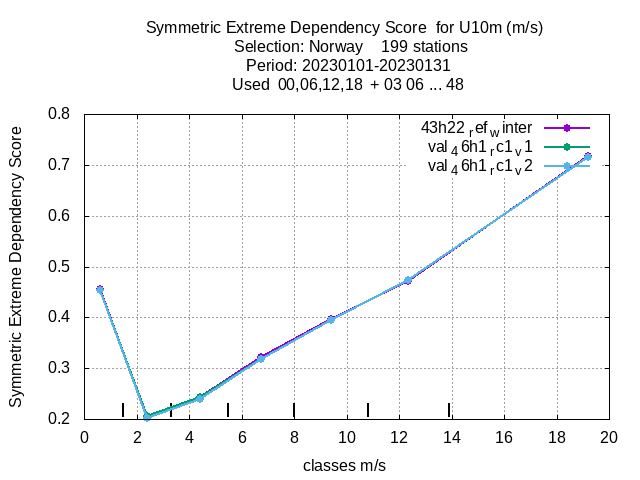 Symmetric Extreme Dependency Score  for U10m (m/s)
Selection: Norway    199 stations
Period: 20230101-20230131
Used  00,06,12,18  + 03 06 ... 48
43h22 ref winter
val 4 6h1 r c1 v 1
val 4 6h1 r c1 v 2
Symmetric Extreme Dependency Score
0.8
0.7
0.6
0.5
0.4
0.3
0.2
0 2 4 6 8 10 12 14 16 18 20
classes m/s